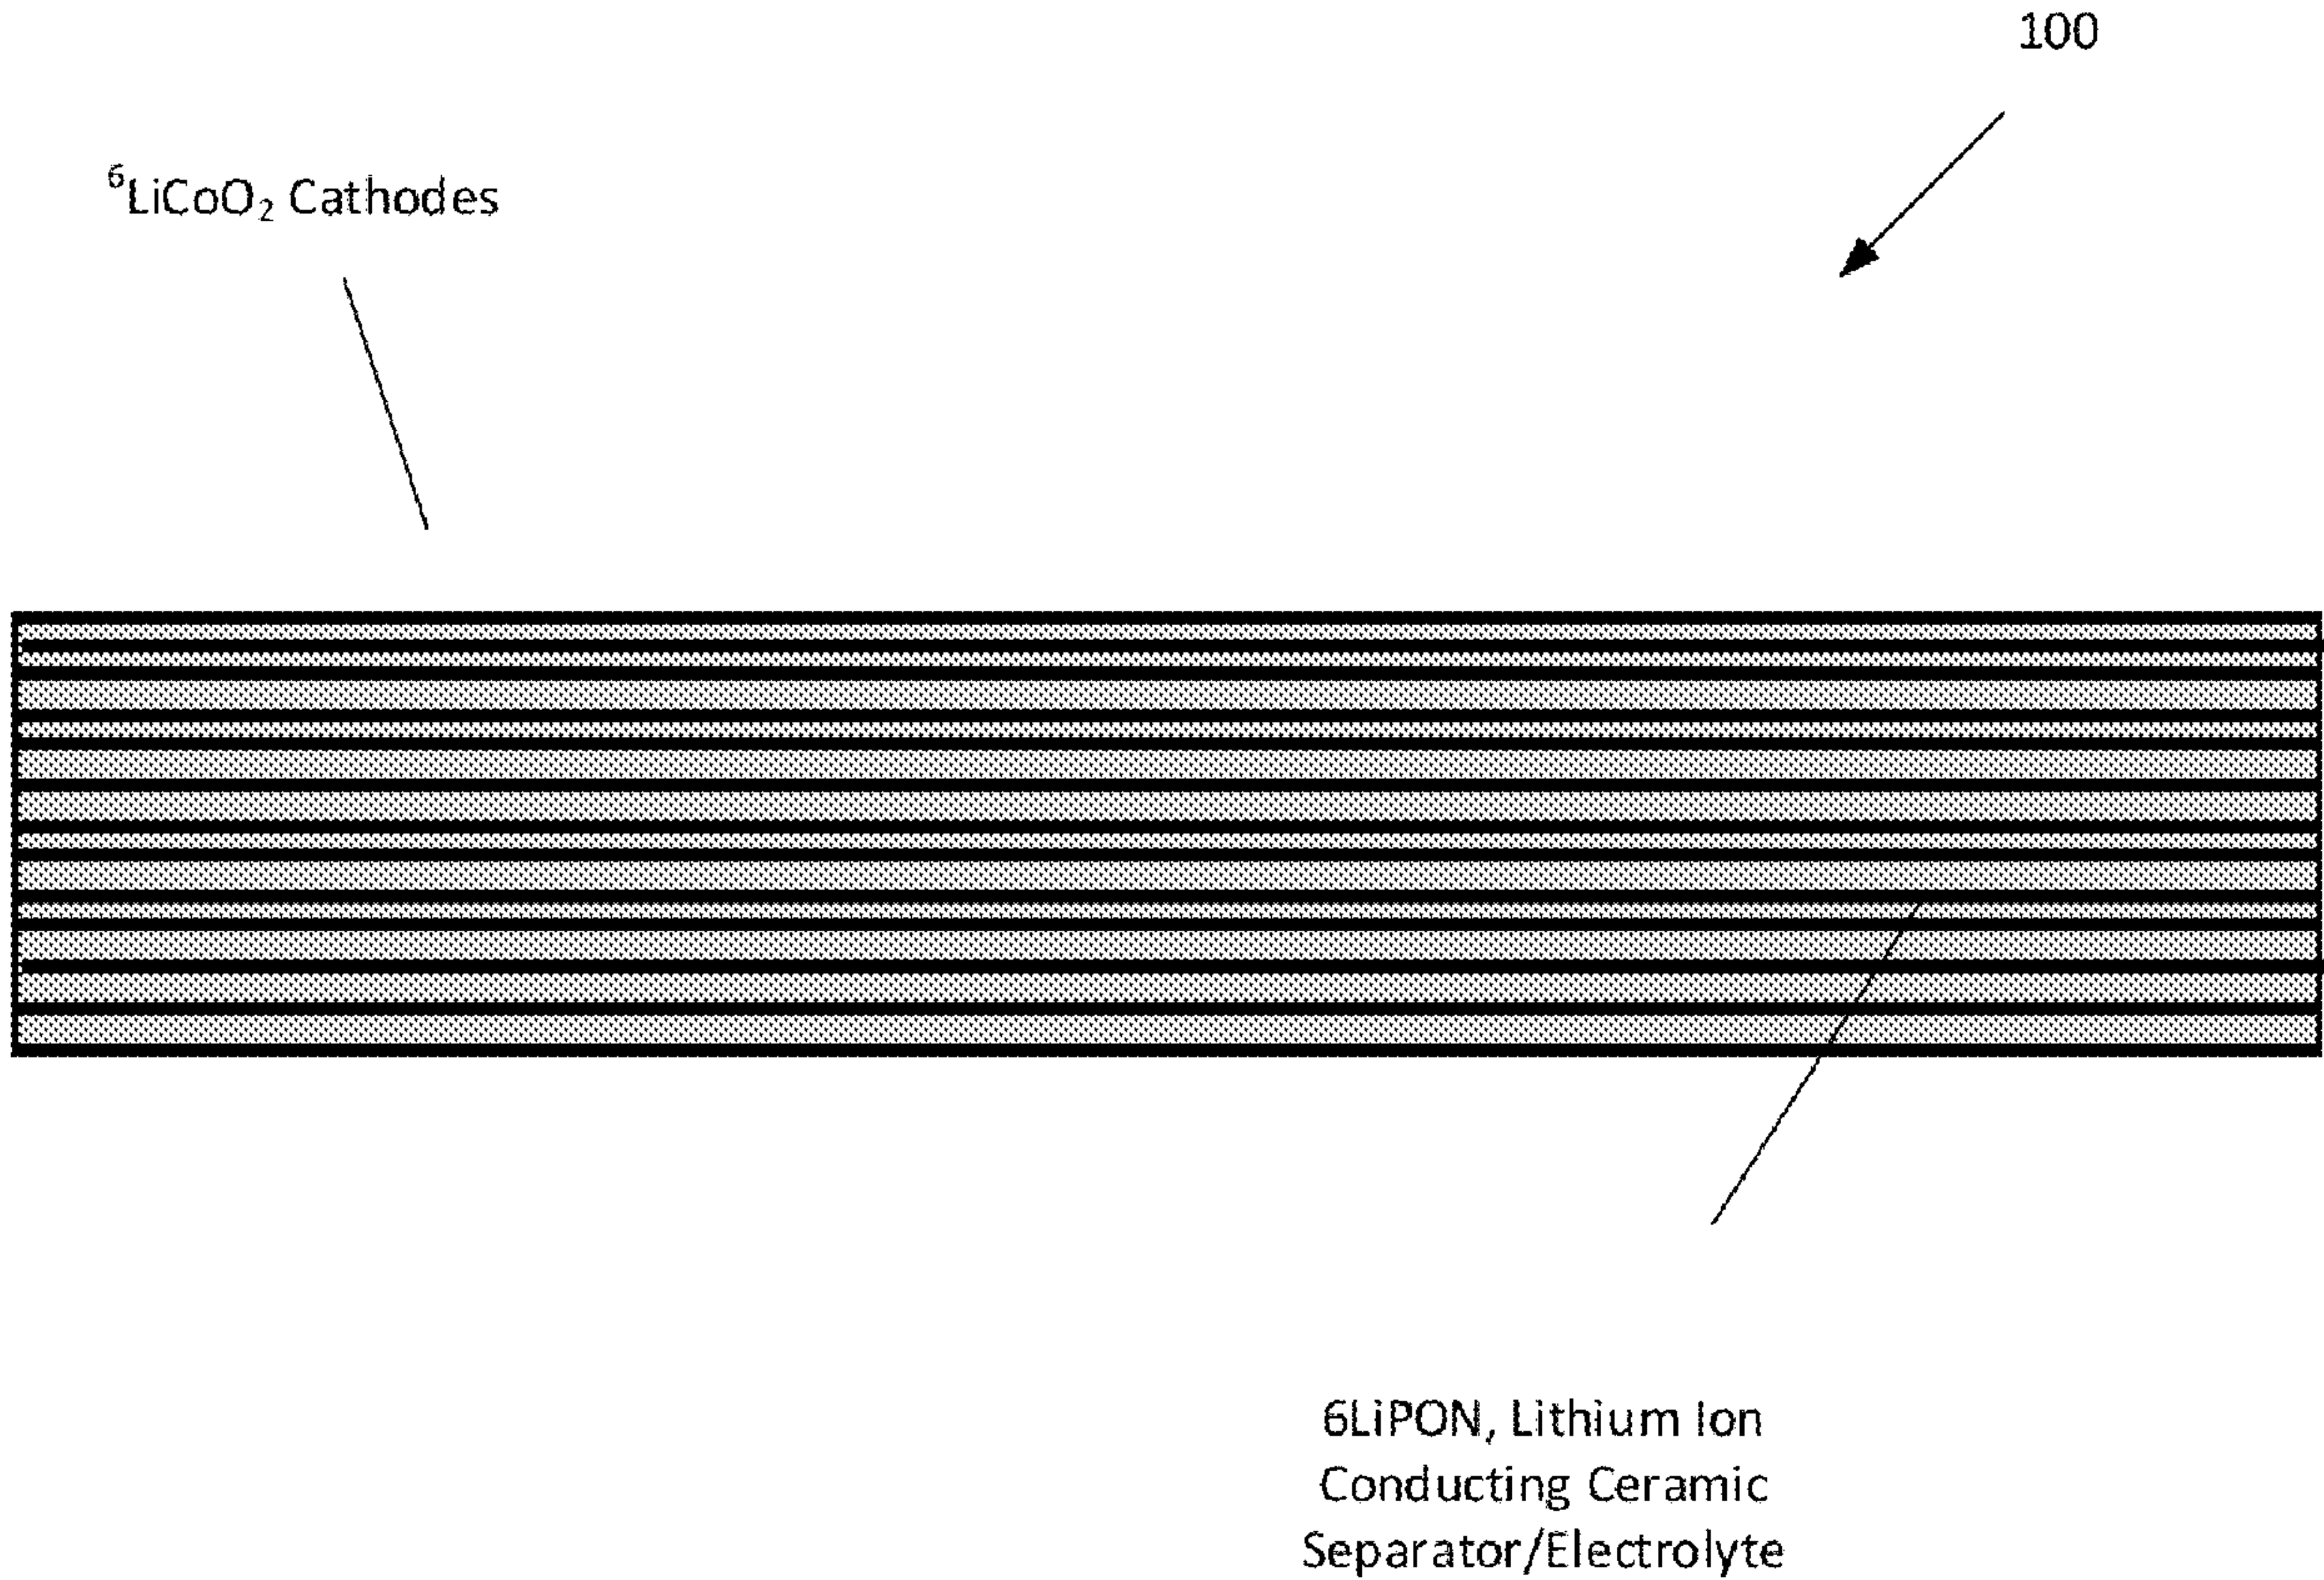 100
⁶LiCoO₂ Cathodes
6LiPON, Lithium Ion
Conducting Ceramic
Separator/Electrolyte